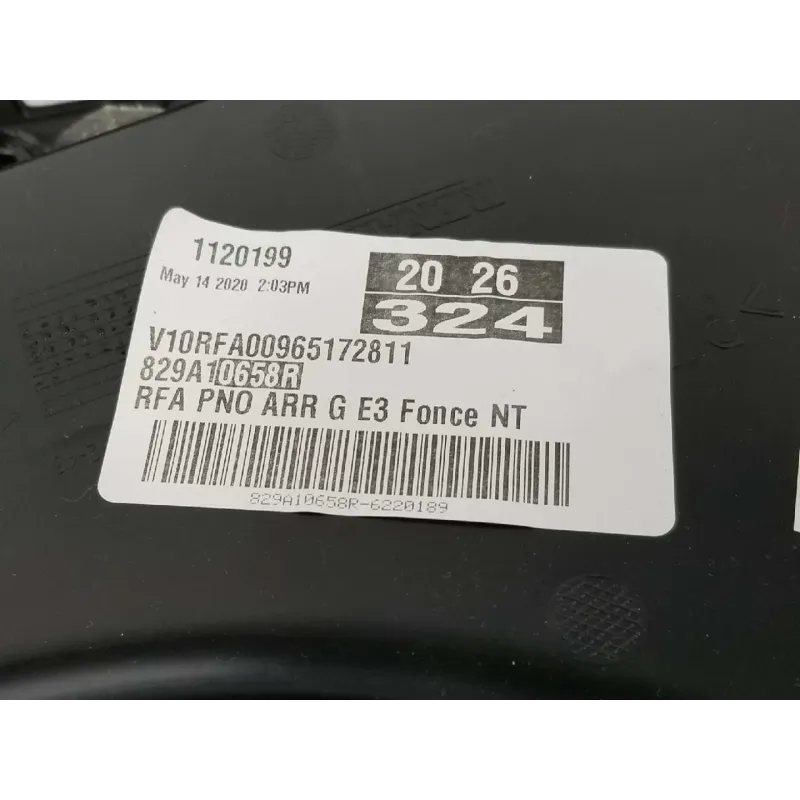 1120199
May 14 2020 2:03PM
20 26
324
V10RFA00965172811
829A10658R
RFA PNO ARR G E3 Fonce NT
829A10658R-6220189